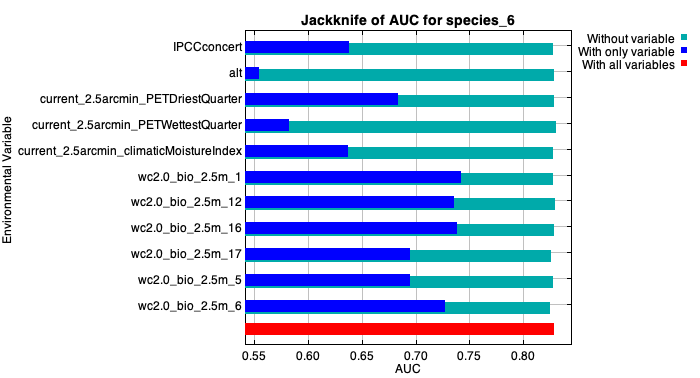 Jackknife of AUC for species_6
Without variable
With only variable
With all variables
Environmental Variable
IPCCconcert
alt
current_2.5arcmin_PETDriestQuarter
current_2.5arcmin_PETWettestQuarter
current_2.5arcmin_climaticMoistureIndex
wc2.0_bio_2.5m_1
wc2.0_bio_2.5m_12
wc2.0_bio_2.5m_16
wc2.0_bio_2.5m_17
wc2.0_bio_2.5m_5
wc2.0_bio_2.5m_6
0.55 0.60 0.65 0.70 0.75 0.80
AUC